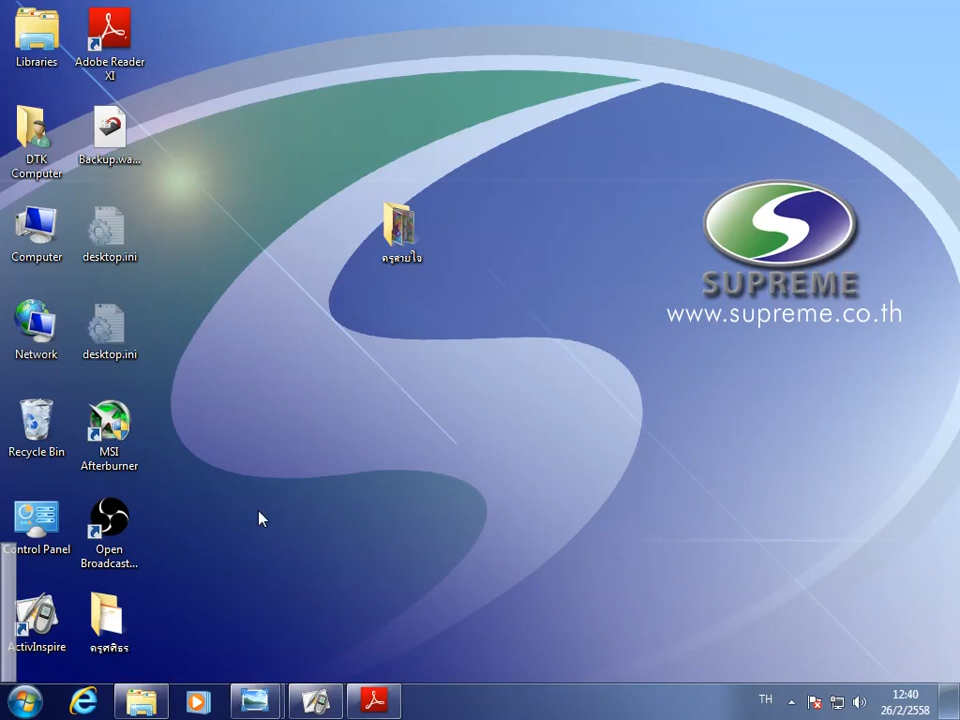 Libraries
Adobe Reader
XI
DTK
Computer
Backup.wa...
Computer
desktop.ini
ครูสายใจ
SUPREME
www.supreme.co.th
Network
desktop.ini
Recycle Bin
MSI
Afterburner
Control Panel
Open
Broadcast...
ActivInspire
ครูศศิธร
TH
12:40
26/2/2558